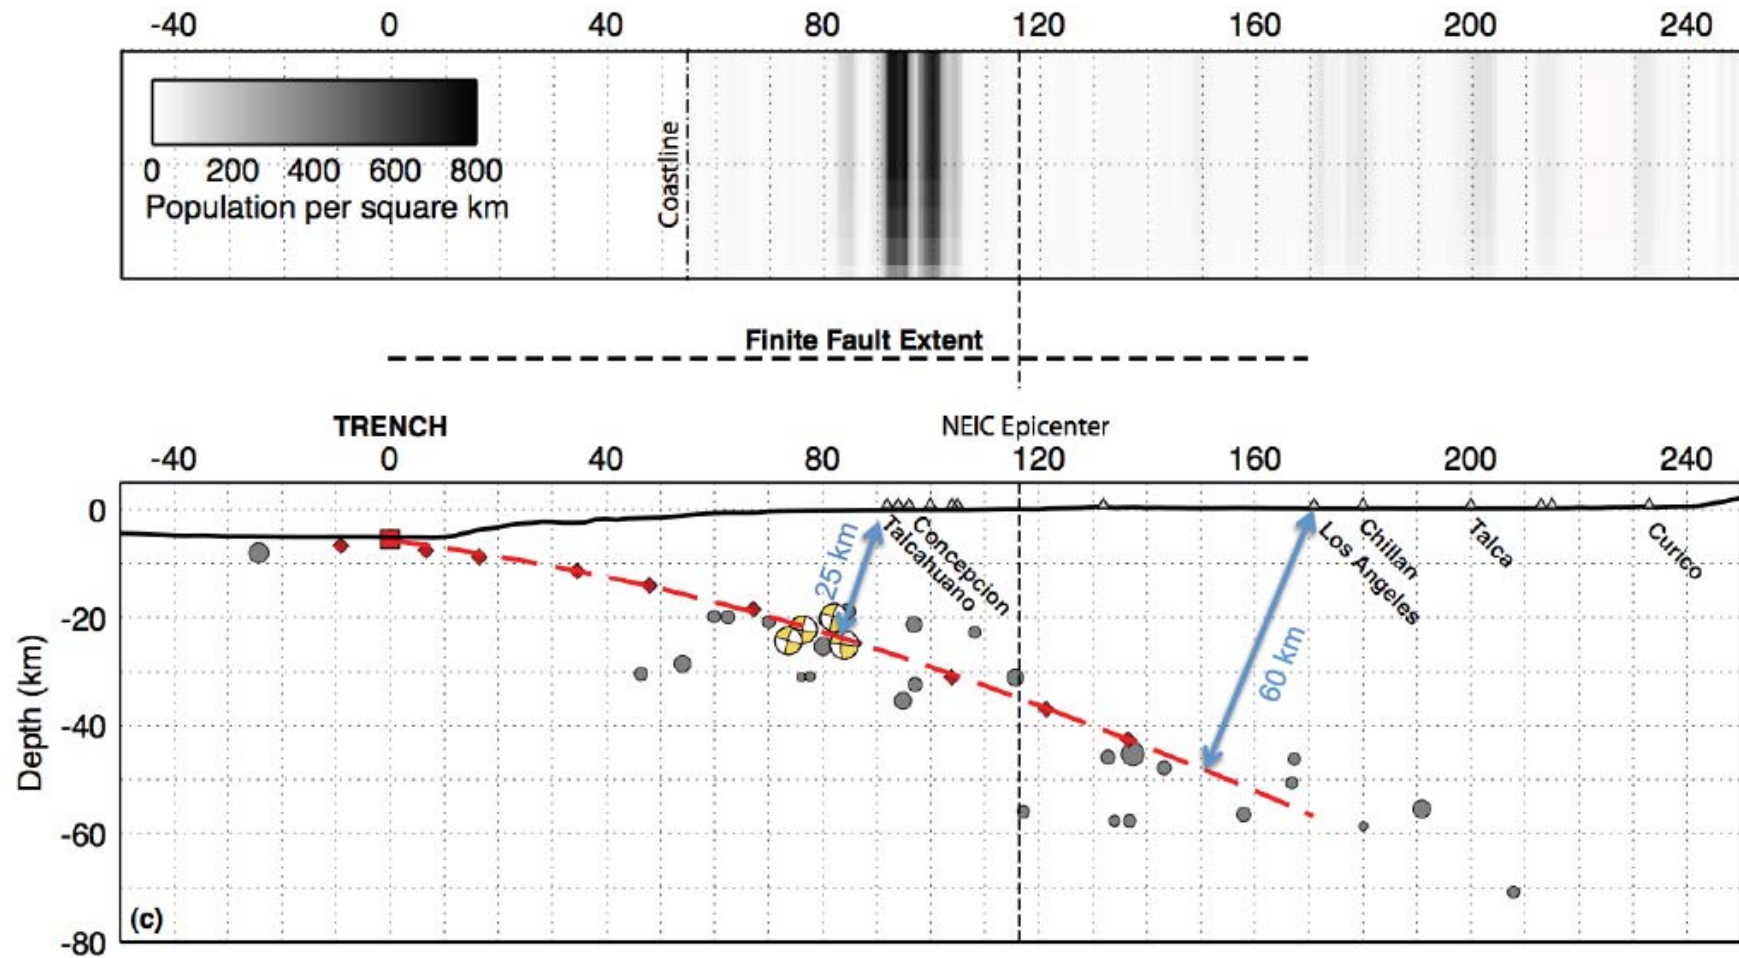 -40 0 40 80 120 160 200 240
Coastline
0 200 400 600 800
Population per square km
Finite Fault Extent
TRENCH NEIC Epicenter
-40 0 40 80 120 160 200 240
0
-20
-40
-60
-80
Depth (km)
25 km
Talcahuano
Concepcion
60 km
Los Angeles
Chillan
Talca
Curico
(c)